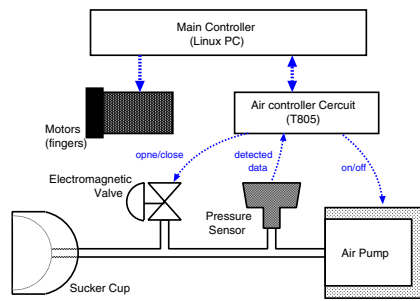 Main Controller
(Linux PC)
Air controller Cercuit
(T805)
Motors
(fingers)
opne/close
detected
data
on/off
Electromagnetic
Valve
Pressure
Sensor
Air Pump
Sucker Cup